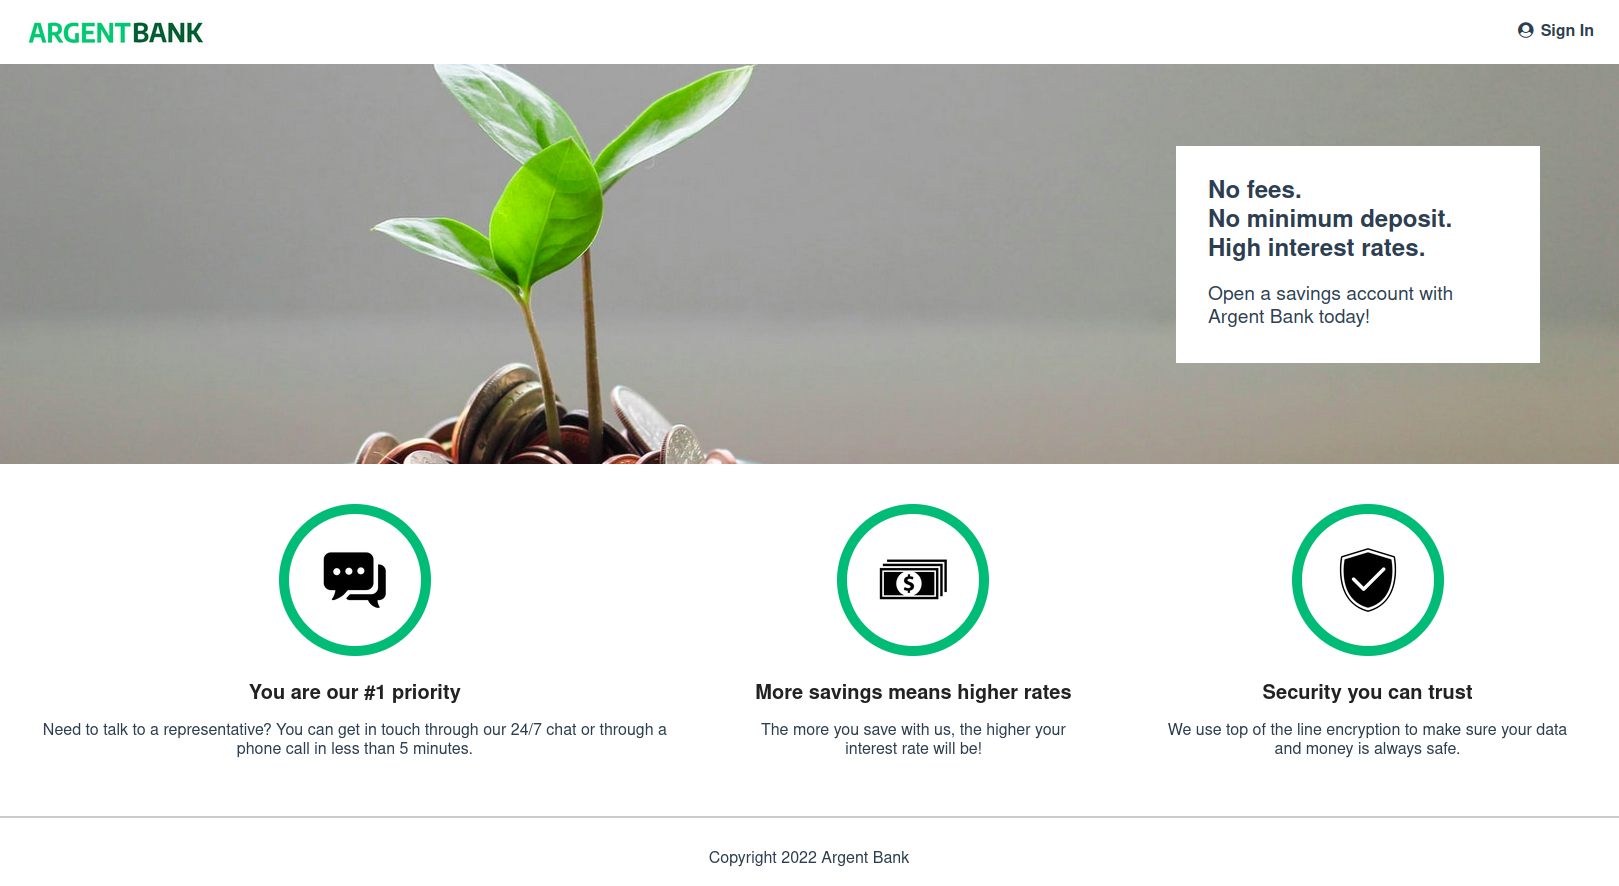 ARGENTBANK
Sign In
No fees.
No minimum deposit.
High interest rates.
Open a savings account with
Argent Bank today!
$
You are our #1 priority
Need to talk to a representative? You can get in touch through our 24/7 chat or through a
phone call in less than 5 minutes.
More savings means higher rates
The more you save with us, the higher your
interest rate will be!
Security you can trust
We use top of the line encryption to make sure your data
and money is always safe.
Copyright 2022 Argent Bank